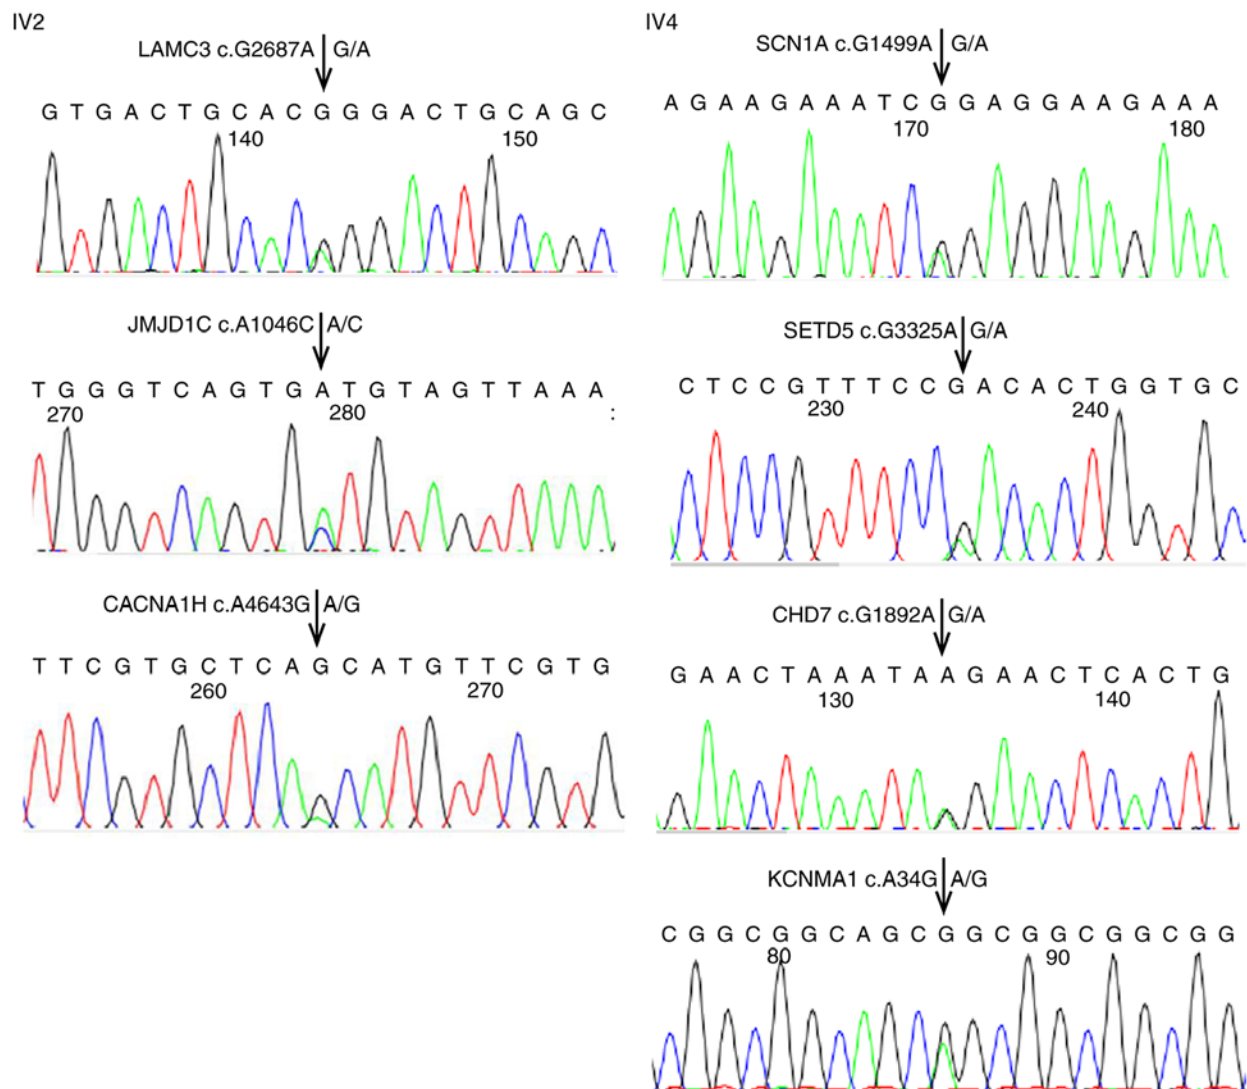 IV2
LAMC3 c.G2687A G/A
G T G A C T G C A C G G G A C T G C A G C
140 150
JMJD1C c.A1046C A/C
T G G G T C A G T G A T G T A G T T A A A
270 280 :
CACNA1H c.A4643G A/G
T T C G T G C T C A G C A T G T T C G T G
260 270
IV4
SCN1A c.G1499A G/A
A G A A G A A A T C G G A G G A A G A A A
170 180
SETD5 c.G3325A G/A
C T C C G T T T C C G A C A C T G G T G C
230 240
CHD7 c.G1892A G/A
G A A C T A A A T A A G A A C T C A C T G
130 140
KCNMA1 c.A34G A/G
C G G C G G C A G C G G C G G C G G C G G
80 90